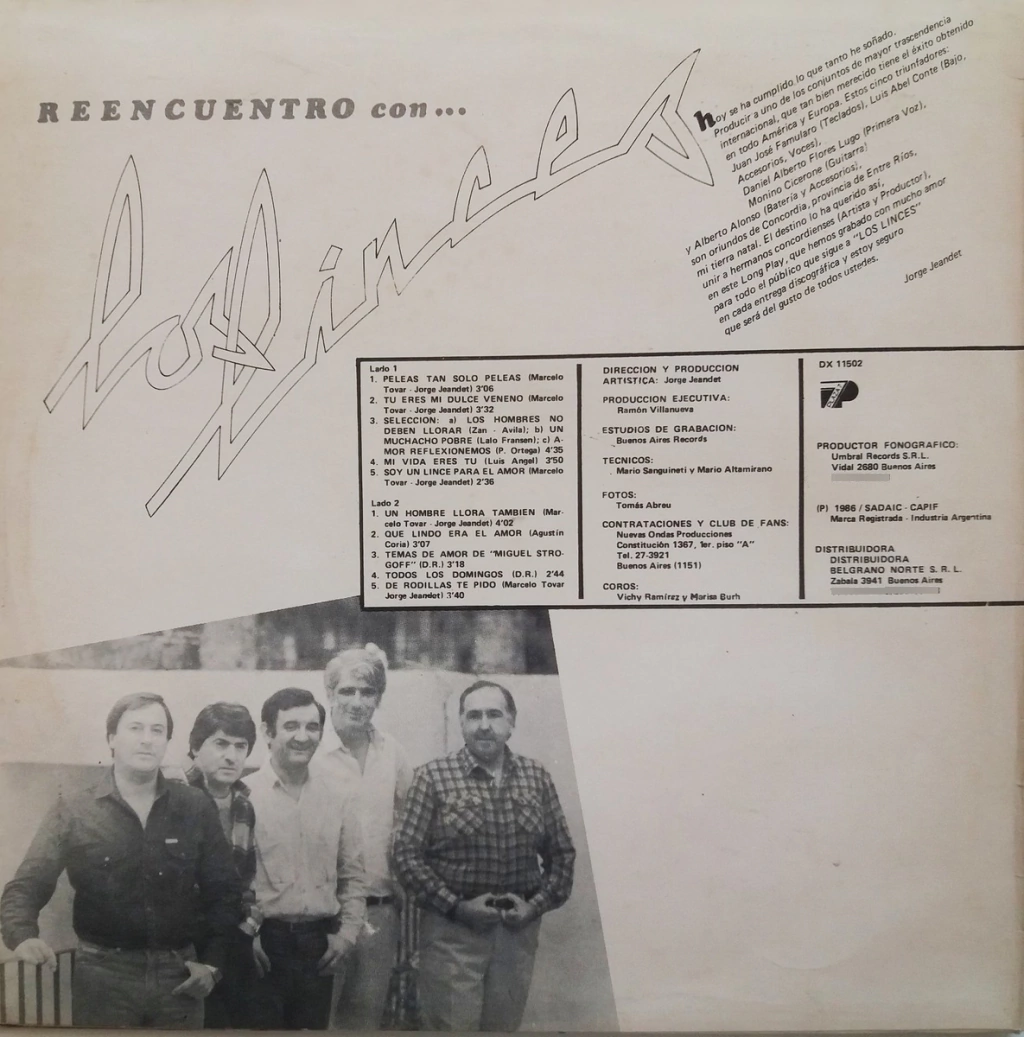 REENCUENTRO con...
Los Linces
hoy se ha cumplido lo que tanto he soñado.
Producir a uno de los conjuntos de mayor trascendencia
internacional, que tan bien merecido tiene el éxito obtenido
en todo América y Europa. Estos cinco triunfadores:
Juan José Famularo (Teclados), Luis Abel Conte (Bajo,
Accesorios, Voces),
Daniel Alberto Flores Lugo (Primera Voz),
Monino Cicerone (Guitarra)
y Alberto Alonso (Batería y Accesorios),
son oriundos de Concordia, provincia de Entre Ríos,
mi tierra natal. El destino lo ha querido así,
unir a hermanos concordienses (Artista y Productor),
en este Long Play, que hemos grabado con mucho amor
para todo el público que sigue a "LOS LINCES"
en cada entrega discográfica y estoy seguro
que será del gusto de todos ustedes.
Jorge Jeandet
Lado 1
1. PELEAS TAN SOLO PELEAS (Marcelo
Tovar - Jorge Jeandet) 3'06
2. TU ERES MI DULCE VENENO (Marcelo
Tovar - Jorge Jeandet) 3'32
3. SELECCION: a) LOS HOMBRES NO
DEBEN LLORAR (Zan - Avila); b) UN
MUCHACHO POBRE (Lalo Fransen); c) A-
MOR REFLEXIONEMOS (P. Ortega) 4'35
4. MI VIDA ERES TU (Luis Angel) 3'50
5. SOY UN LINCE PARA EL AMOR (Marcelo
Tovar - Jorge Jeandet) 2'36
Lado 2
1. UN HOMBRE LLORA TAMBIEN (Mar-
celo Tovar - Jorge Jeandet) 4'02
2. QUE LINDO ERA EL AMOR (Agustín
Coria) 3'07
3. TEMAS DE AMOR DE "MIGUEL STRO-
GOFF" (D.R.) 3'18
4. TODOS LOS DOMINGOS (D.R.) 2'44
5. DE RODILLAS TE PIDO (Marcelo Tovar
Jorge Jeandet) 3'40
DIRECCION Y PRODUCCION
ARTISTICA: Jorge Jeandet
PRODUCCION EJECUTIVA:
Ramón Villanueva
ESTUDIOS DE GRABACION:
Buenos Aires Records
TECNICOS:
Mario Sanguineti y Mario Altamirano
FOTOS:
Tomás Abreu
CONTRATACIONES Y CLUB DE FANS:
Nuevas Ondas Producciones
Constitución 1367, 1er. piso "A"
Tel. 27-3921
Buenos Aires (1151)
COROS:
Vichy Ramírez y Marisa Burh
DX 11502
PRODUCTOR FONOGRAFICO:
Umbral Records S.R.L.
Vidal 2680 Buenos Aires
(P) 1986 / SADAIC - CAPIF
Marca Registrada - Industria Argentina
DISTRIBUIDORA
DISTRIBUIDORA
BELGRANO NORTE S. R. L.
Zabala 3941 Buenos Aires